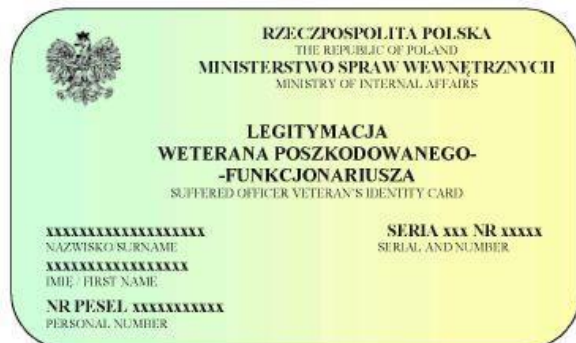 RZECZPOSPOLITA POLSKA
THE REPUBLIC OF POLAND
MINISTERSTWO SPRAW WEWNĘTRZNYCH
MINISTRY OF INTERNAL AFFAIRS
LEGITYMACJA
WETERANA POSZKODOWANEGO-
-FUNKCJONARIUSZA
SUFFERED OFFICER VETERAN'S IDENTITY CARD
xxxxxxxxxxxxxxxxxxx
NAZWISKO/SURNAME
xxxxxxxxxxxxxxxxx
IMIĘ / FIRST NAME
NR PESEL xxxxxxxxxxx
PERSONAL NUMBER
SERIA xxx NR xxxxx
SERIAL AND NUMBER